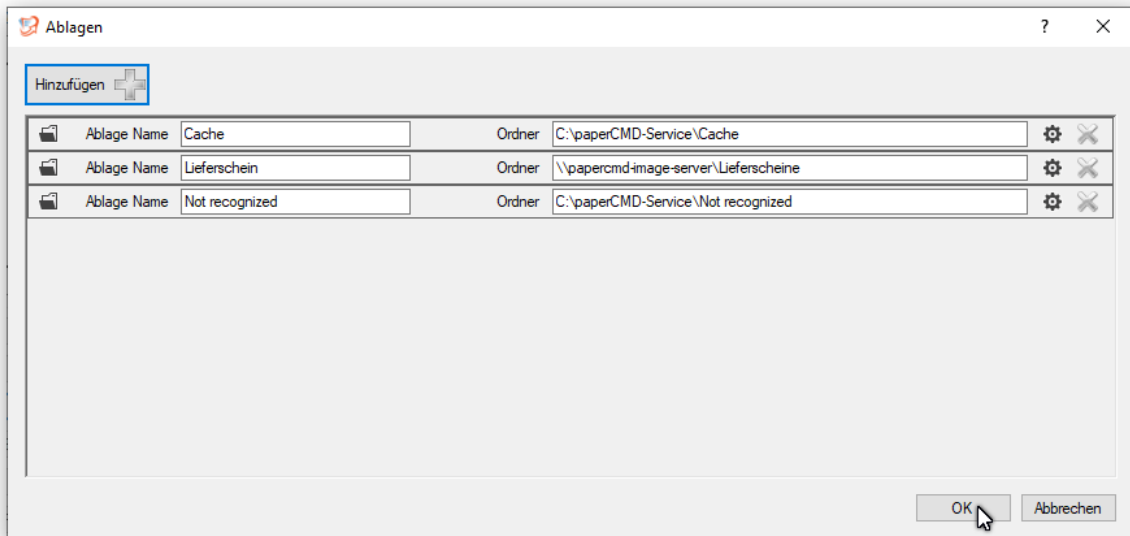 Ablagen ?
Hinzufügen
Ablage Name Cache Ordner C:\paperCMD-Service\Cache
Ablage Name Lieferschein Ordner \\papercmd-image-server\Lieferscheine
Ablage Name Not recognized Ordner C:\paperCMD-Service\Not recognized
OK Abbrechen